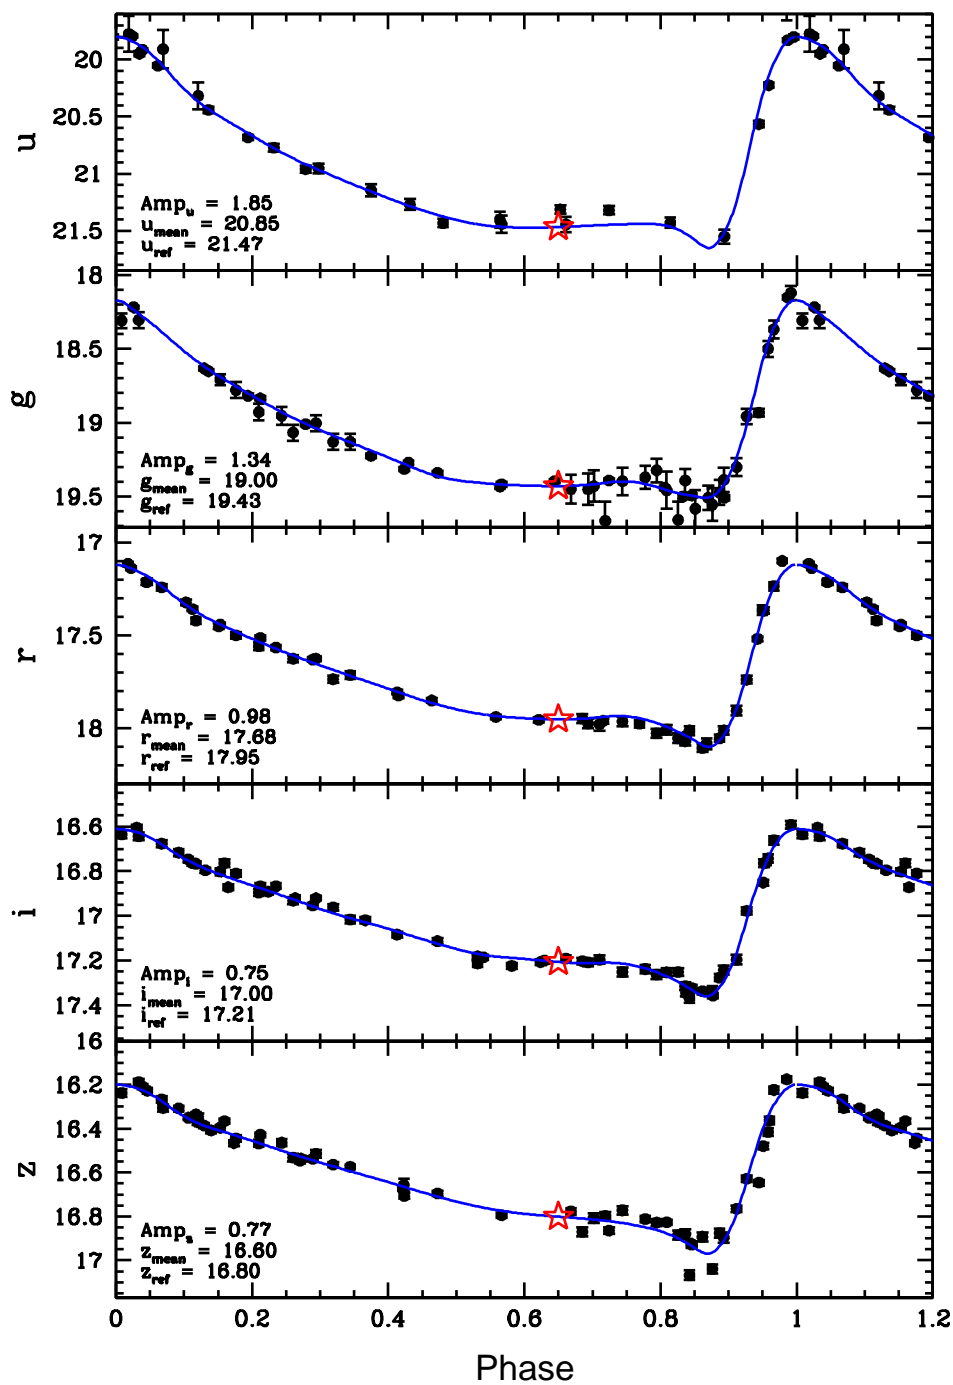 20
20.5
21
21.5
u
Amp_u = 1.85
u_mean = 20.85
u_ref = 21.47
18
18.5
19
19.5
g
Amp_g = 1.34
g_mean = 19.00
g_ref = 19.43
17
17.5
18
r
Amp_r = 0.98
r_mean = 17.68
r_ref = 17.95
16.6
16.8
17
17.2
17.4
i
Amp_i = 0.75
i_mean = 17.00
i_ref = 17.21
16
16.2
16.4
16.6
16.8
17
z
Amp_z = 0.77
z_mean = 16.60
z_ref = 16.80
0 0.2 0.4 0.6 0.8 1 1.2
Phase